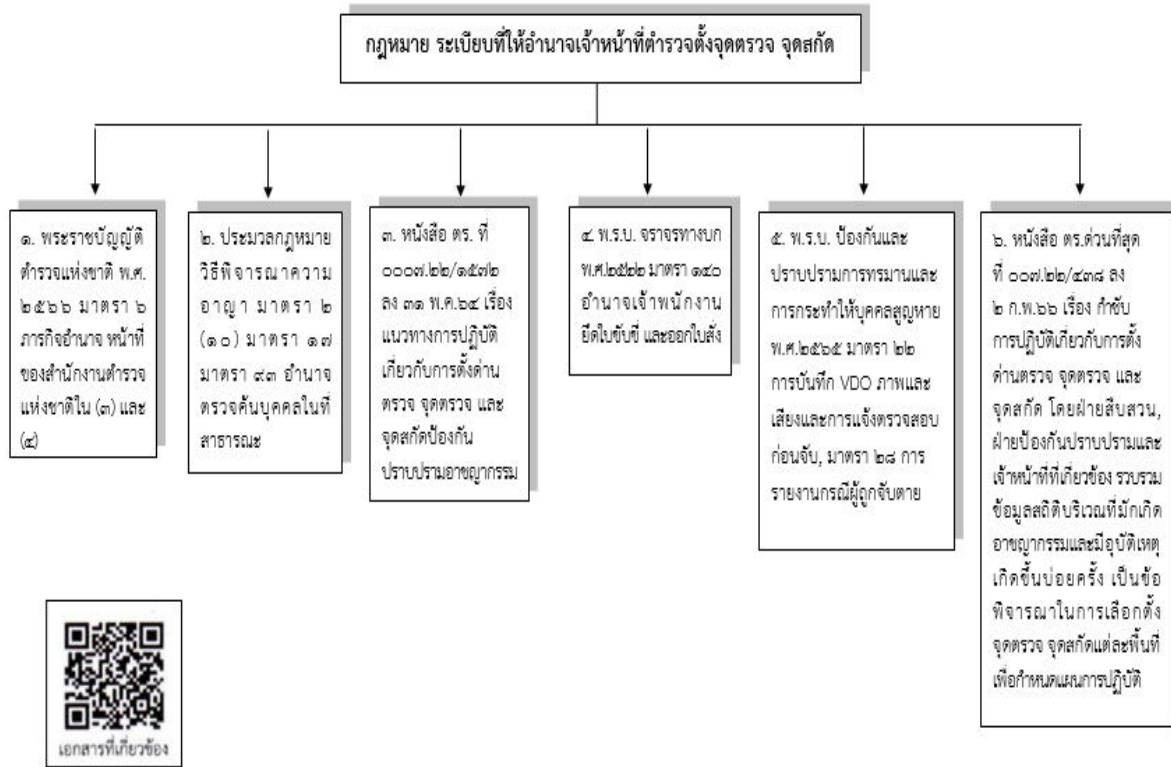 กฎหมาย ระเบียบที่ให้อำนาจเจ้าหน้าที่ตำรวจตั้งจุดตรวจ จุดสกัด
๑. พระราชบัญญัติ
ตำรวจแห่งชาติ พ.ศ.
๒๕๖๖ มาตรา ๖
ภารกิจอำนาจ หน้าที่
ของสำนักงานตำรวจ
แห่งชาติใน (๓) และ
(๔)
๒. ประมวลกฎหมาย
วิธีพิจารณาความ
อาญา มาตรา ๒
(๑๐) มาตรา ๑๗
มาตรา ๙๓ อำนาจ
ตรวจค้นบุคคลในที่
สาธารณะ
๓. หนังสือ ตร. ที่
๐๐๐๗.๒๒/๑๕๗๒
ลง ๓๑ พ.ค.๖๔ เรื่อง
แนวทางการปฏิบัติ
เกี่ยวกับการตั้งด่าน
ตรวจ จุดตรวจ และ
จุดสกัดป้องกัน
ปราบปรามอาชญากรรม
๔ พ.ร.บ. จราจรทางบก
พ.ศ.๒๕๒๒ มาตรา ๑๔๐
อำนาจเจ้าพนักงาน
ยึดใบขับขี่ และออกใบสั่ง
๕. พ.ร.บ. ป้องกันและ
ปราบปรามการทรมานและ
การกระทำให้บุคคลสูญหาย
พ.ศ.๒๕๖๕ มาตรา ๒๒
การบันทึก VDO ภาพและ
เสียงและการแจ้งตรวจสอบ
ก่อนจับ, มาตรา ๒๘ การ
รายงานกรณีผู้ถูกจับตาย
๖. หนังสือ ตร.ด่วนที่สุด
ที่ ๐๐๗.๒๒/๔๓๘ ลง
๒ ก.พ.๖๖ เรื่อง กำชับ
การปฏิบัติเกี่ยวกับการตั้ง
ด่านตรวจ จุดตรวจ และ
จุดสกัด โดยฝ่ายสืบสวน,
ฝ่ายป้องกันปราบปรามและ
เจ้าหน้าที่ที่เกี่ยวข้อง รวบรวม
ข้อมูลสถิติบริเวณที่มักเกิด
อาชญากรรมและมีอุบัติเหตุ
เกิดขึ้นบ่อยครั้ง เป็นข้อ
พิจารณาในการเลือกตั้ง
จุดตรวจ จุดสกัดแต่ละพื้นที่
เพื่อกำหนดแผนการปฏิบัติ
เอกสารที่เกี่ยวข้อง